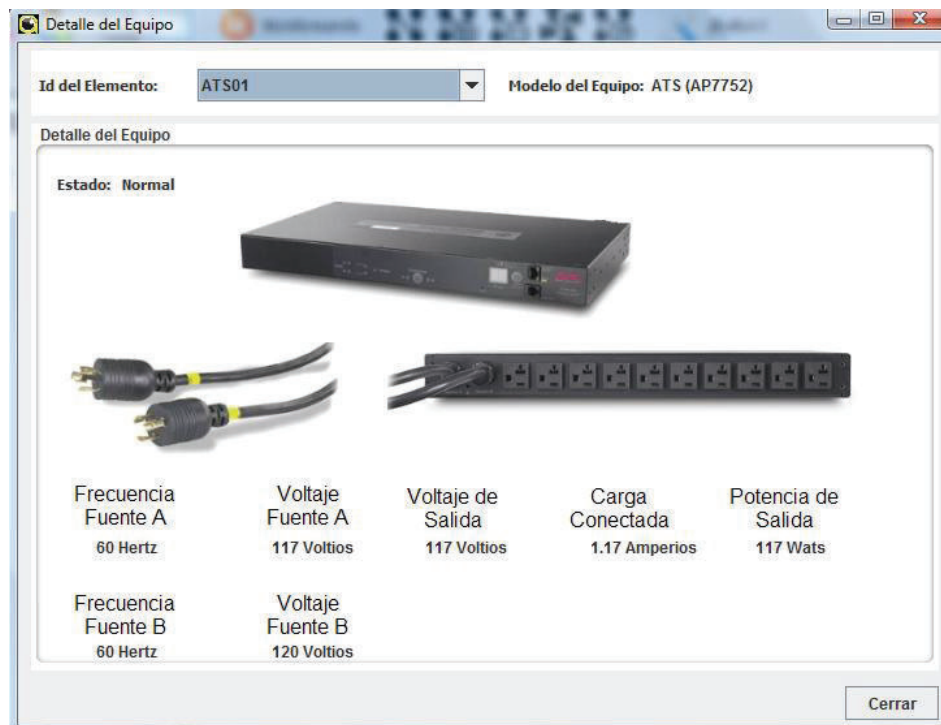 Detalle del Equipo
Id del Elemento: ATS01 Modelo del Equipo: ATS (AP7752)
Detalle del Equipo
Estado: Normal
Frecuencia Fuente A
Voltaje Fuente A
Voltaje de Salida
Carga Conectada
Potencia de Salida
60 Hertz 117 Voltios 117 Voltios 1.17 Amperios 117 Wats
Frecuencia Fuente B
Voltaje Fuente B
60 Hertz 120 Voltios
Cerrar